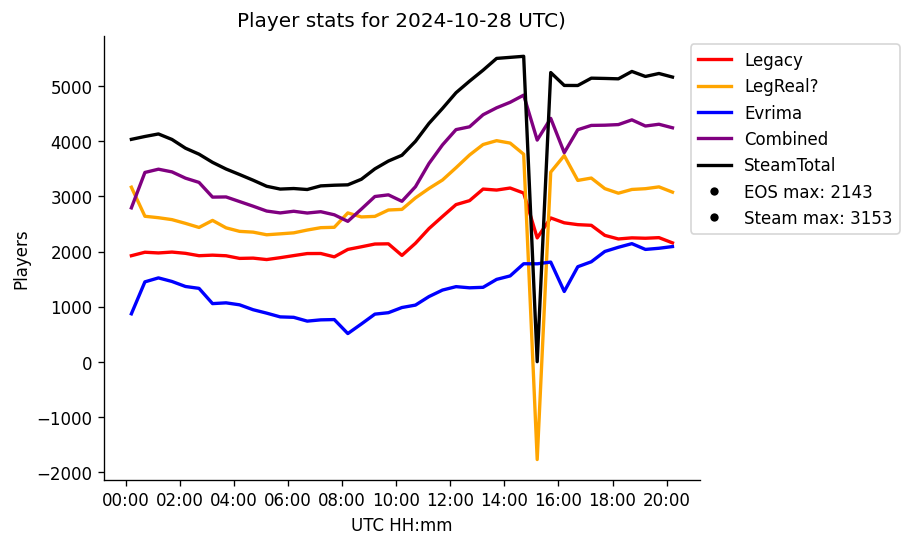 Player stats for 2024-10-28 UTC)
Legacy
LegReal?
Evrima
Combined
SteamTotal
EOS max: 2143
Steam max: 3153
Players
5000
4000
3000
2000
1000
0
−1000
−2000
00:00 02:00 04:00 06:00 08:00 10:00 12:00 14:00 16:00 18:00 20:00
UTC HH:mm